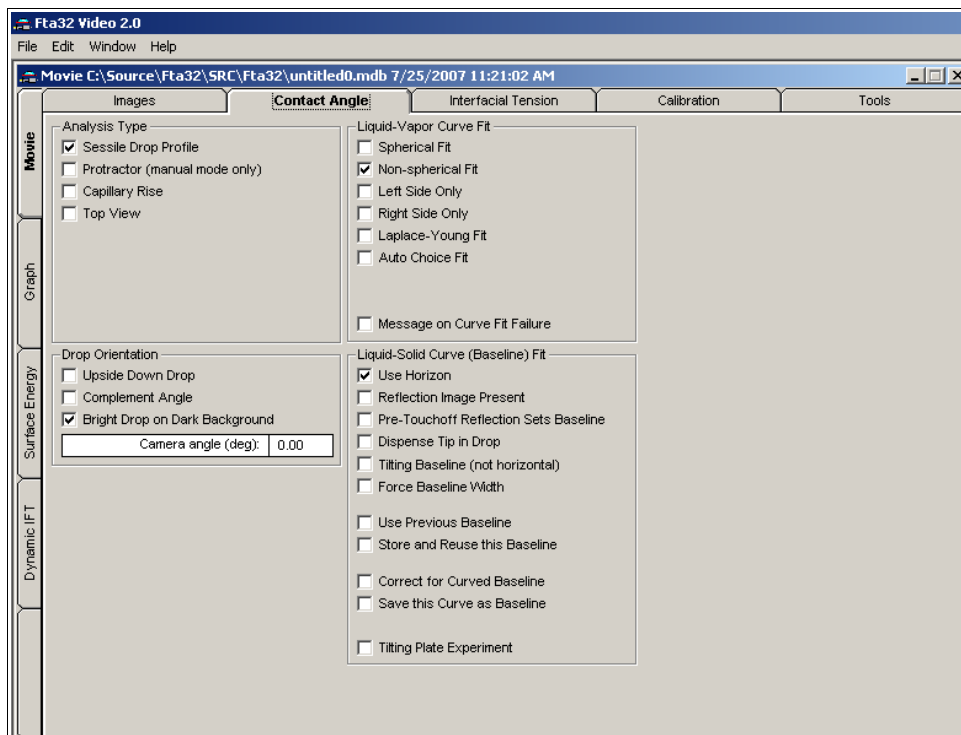 Fta32 Video 2.0
File Edit Window Help
Movie C:\Source\Fta32\SRC\Fta32\untitled0.mdb 7/25/2007 11:21:02 AM
Images Contact Angle Interfacial Tension Calibration Tools
Movie
Graph
Surface Energy
Dynamic IFT
Analysis Type
Sessile Drop Profile
Protractor (manual mode only)
Capillary Rise
Top View
Liquid-Vapor Curve Fit
Spherical Fit
Non-spherical Fit
Left Side Only
Right Side Only
Laplace-Young Fit
Auto Choice Fit
Message on Curve Fit Failure
Drop Orientation
Upside Down Drop
Complement Angle
Bright Drop on Dark Background
Camera angle (deg): 0.00
Liquid-Solid Curve (Baseline) Fit
Use Horizon
Reflection Image Present
Pre-Touchoff Reflection Sets Baseline
Dispense Tip in Drop
Tilting Baseline (not horizontal)
Force Baseline Width
Use Previous Baseline
Store and Reuse this Baseline
Correct for Curved Baseline
Save this Curve as Baseline
Tilting Plate Experiment